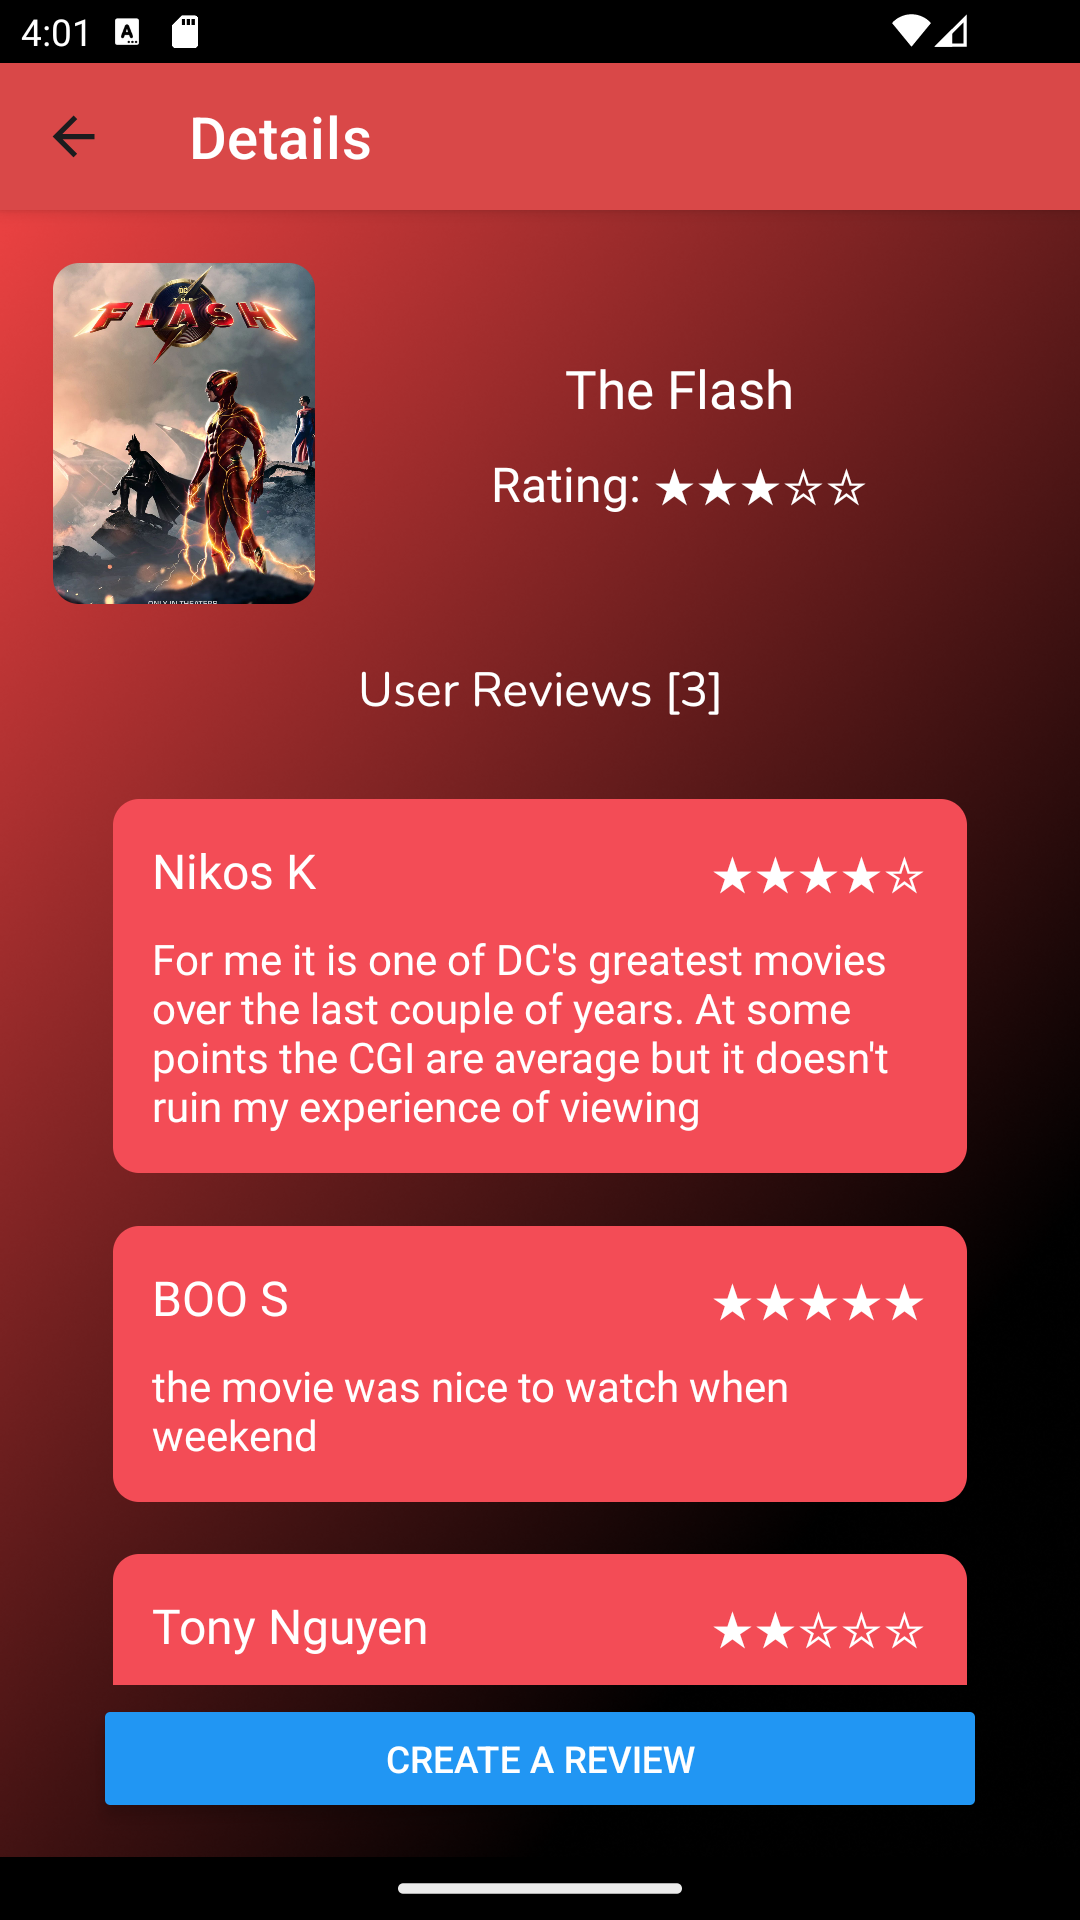 4:01
Details
DC
THE
FLASH
ONLY IN THEATERS
The Flash
Rating: ★★★☆☆
User Reviews [3]
Nikos K ★★★★☆
For me it is one of DC's greatest movies
over the last couple of years. At some
points the CGI are average but it doesn't
ruin my experience of viewing
BOO S ★★★★★
the movie was nice to watch when
weekend
Tony Nguyen ★★☆☆☆
CREATE A REVIEW